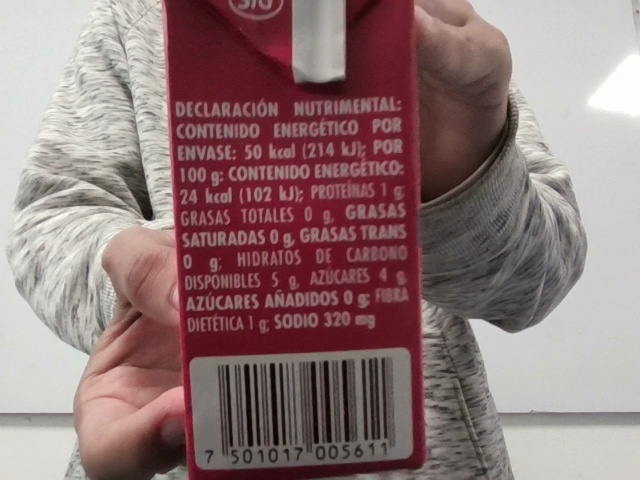 DECLARACIÓN NUTRIMENTAL:
CONTENIDO ENERGÉTICO POR
ENVASE: 50 kcal (214 kJ); POR
100 g: CONTENIDO ENERGÉTICO:
24 kcal (102 kJ); PROTEÍNAS 1 g;
GRASAS TOTALES 0 g, GRASAS
SATURADAS 0 g, GRASAS TRANS
0 g; HIDRATOS DE CARBONO
DISPONIBLES 5 g, AZÚCARES 4 g,
AZÚCARES AÑADIDOS 0 g; FIBRA
DIETÉTICA 1 g; SODIO 320 mg
7 501017 005611